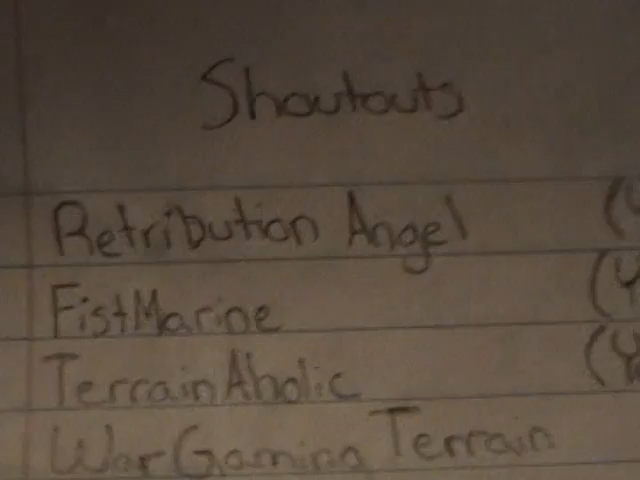 Shoutouts
Retribution Angel (Y
FistMarine (Y
TerrainAholic (Y
WarGaming Terrain